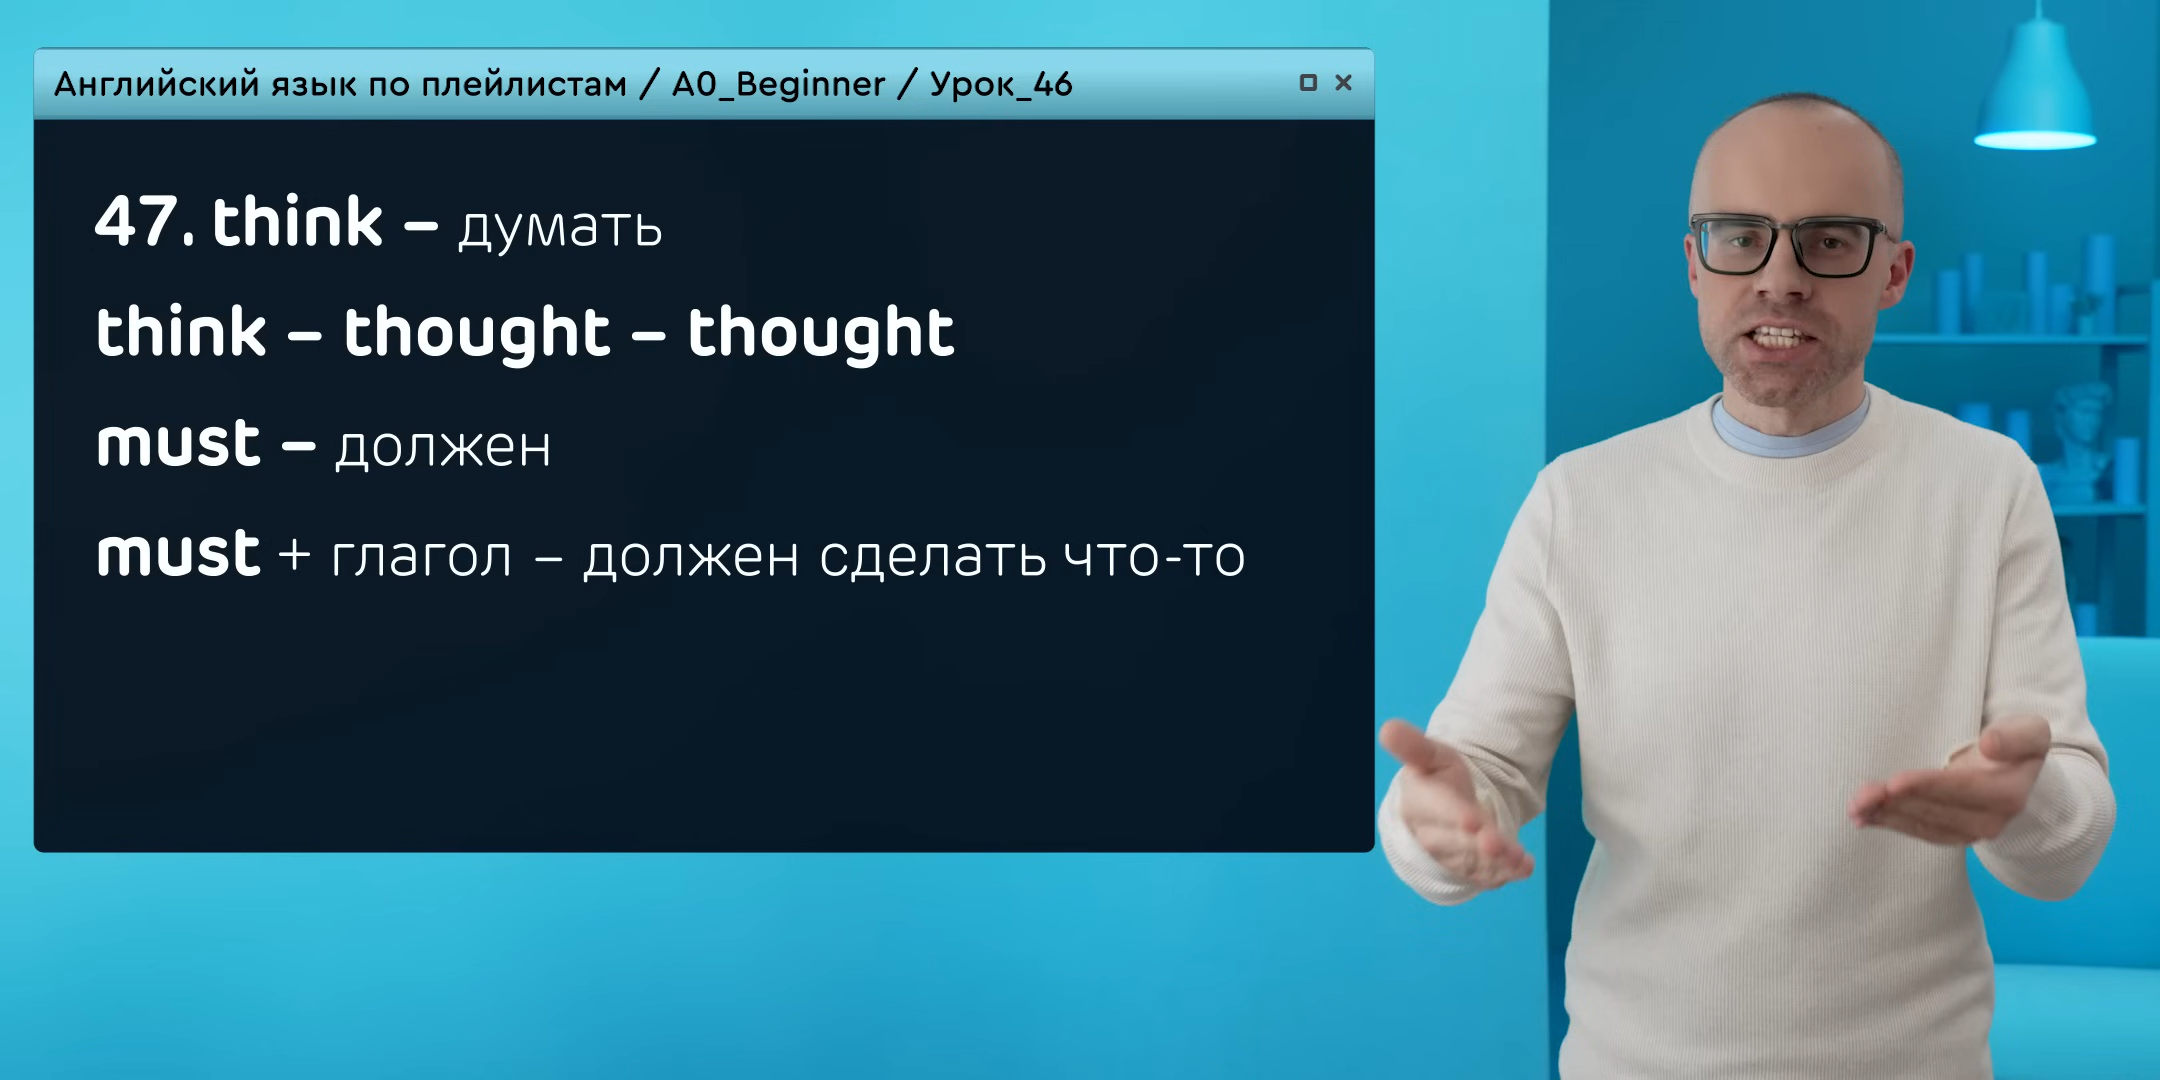 Английский язык по плейлистам / A0_Beginner / Урок_46
47. think – думать
think – thought – thought
must – должен
must + глагол – должен сделать что-то